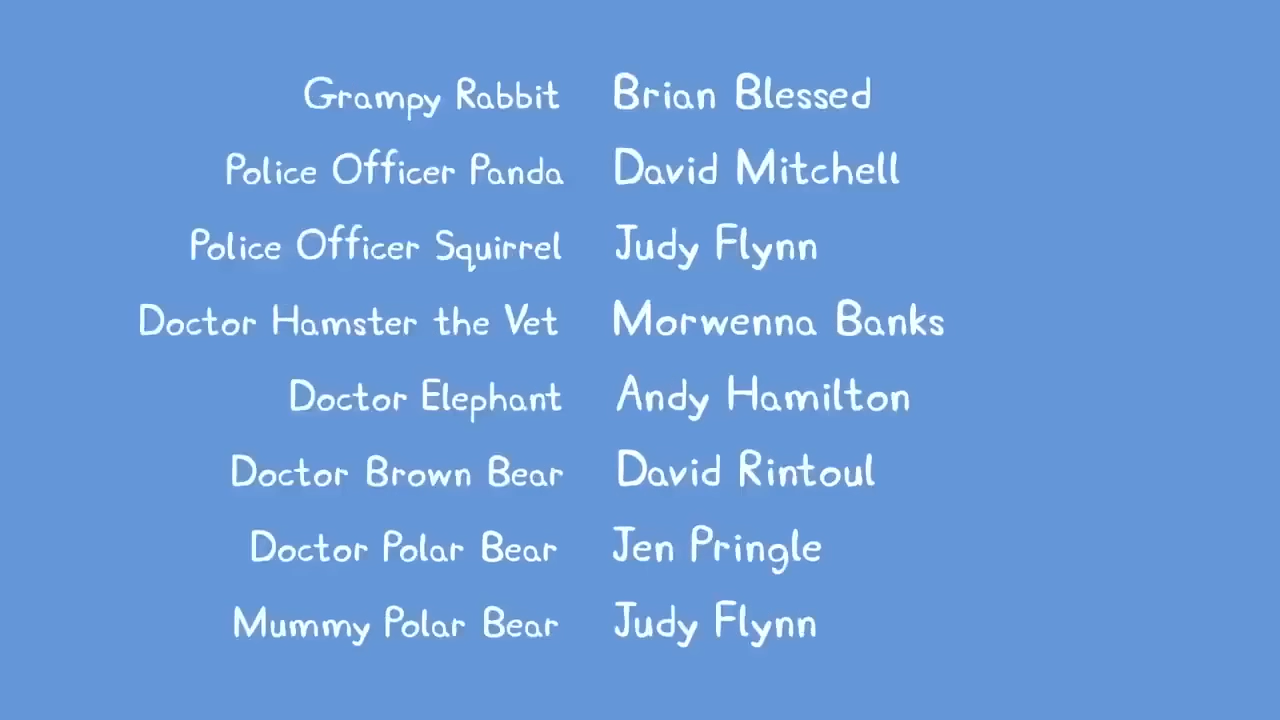 Grampy Rabbit Brian Blessed
Police Officer Panda David Mitchell
Police Officer Squirrel Judy Flynn
Doctor Hamster the Vet Morwenna Banks
Doctor Elephant Andy Hamilton
Doctor Brown Bear David Rintoul
Doctor Polar Bear Jen Pringle
Mummy Polar Bear Judy Flynn